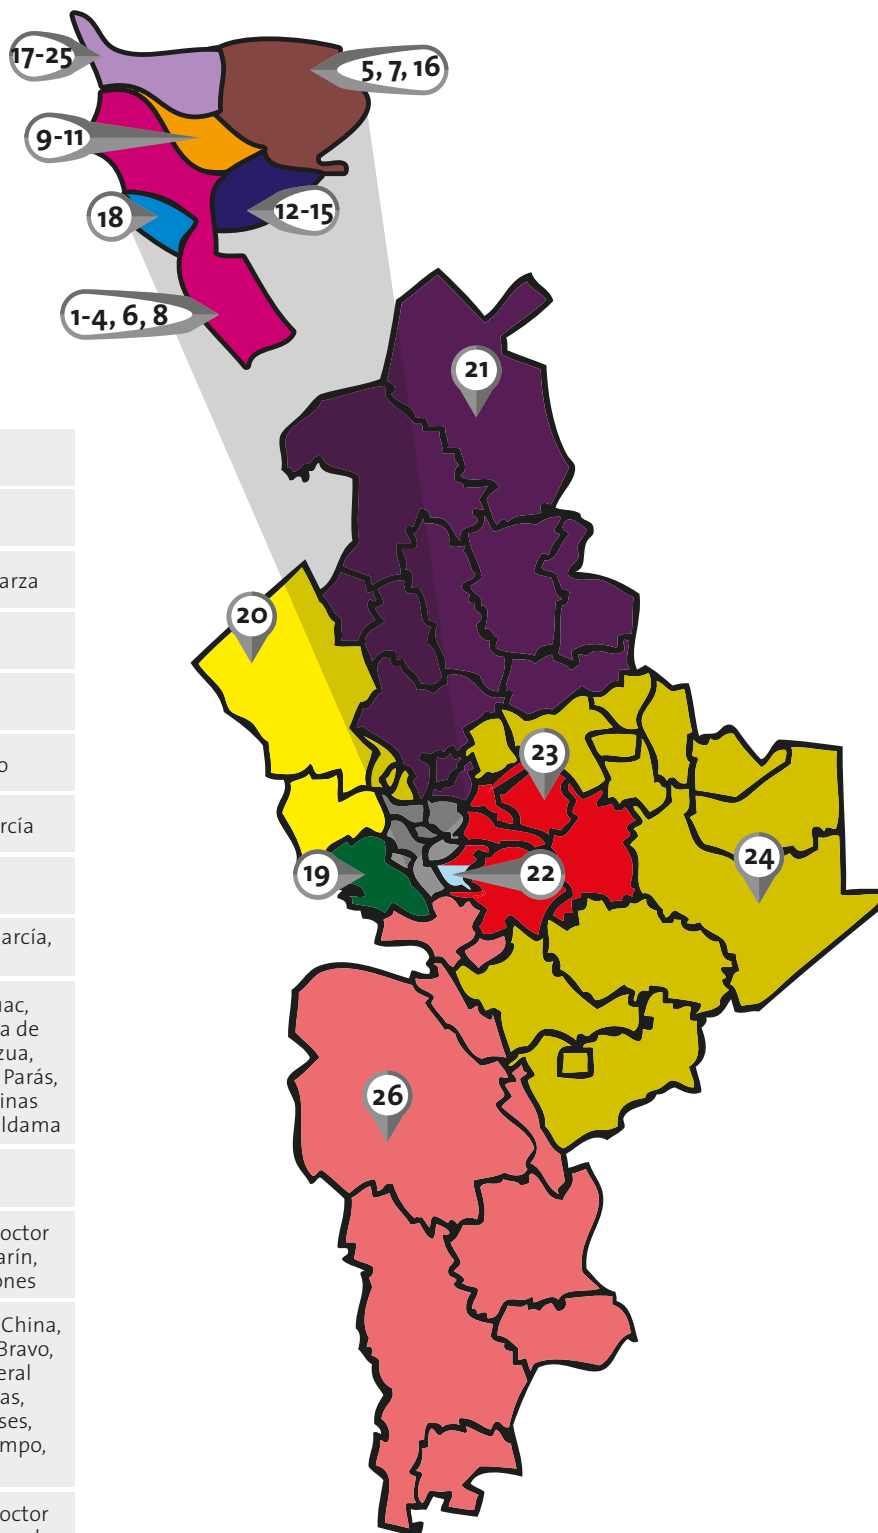 17-25
5, 7, 16
9-11
18
12-15
1-4, 6, 8
21
20
23
19
22
24
26
arza
o
rcía
arcía,
uac,
a de
zua,
Parás,
inas
ldama
octor
arín,
ones
China,
Bravo,
eral
as,
ses,
mpo,
octor